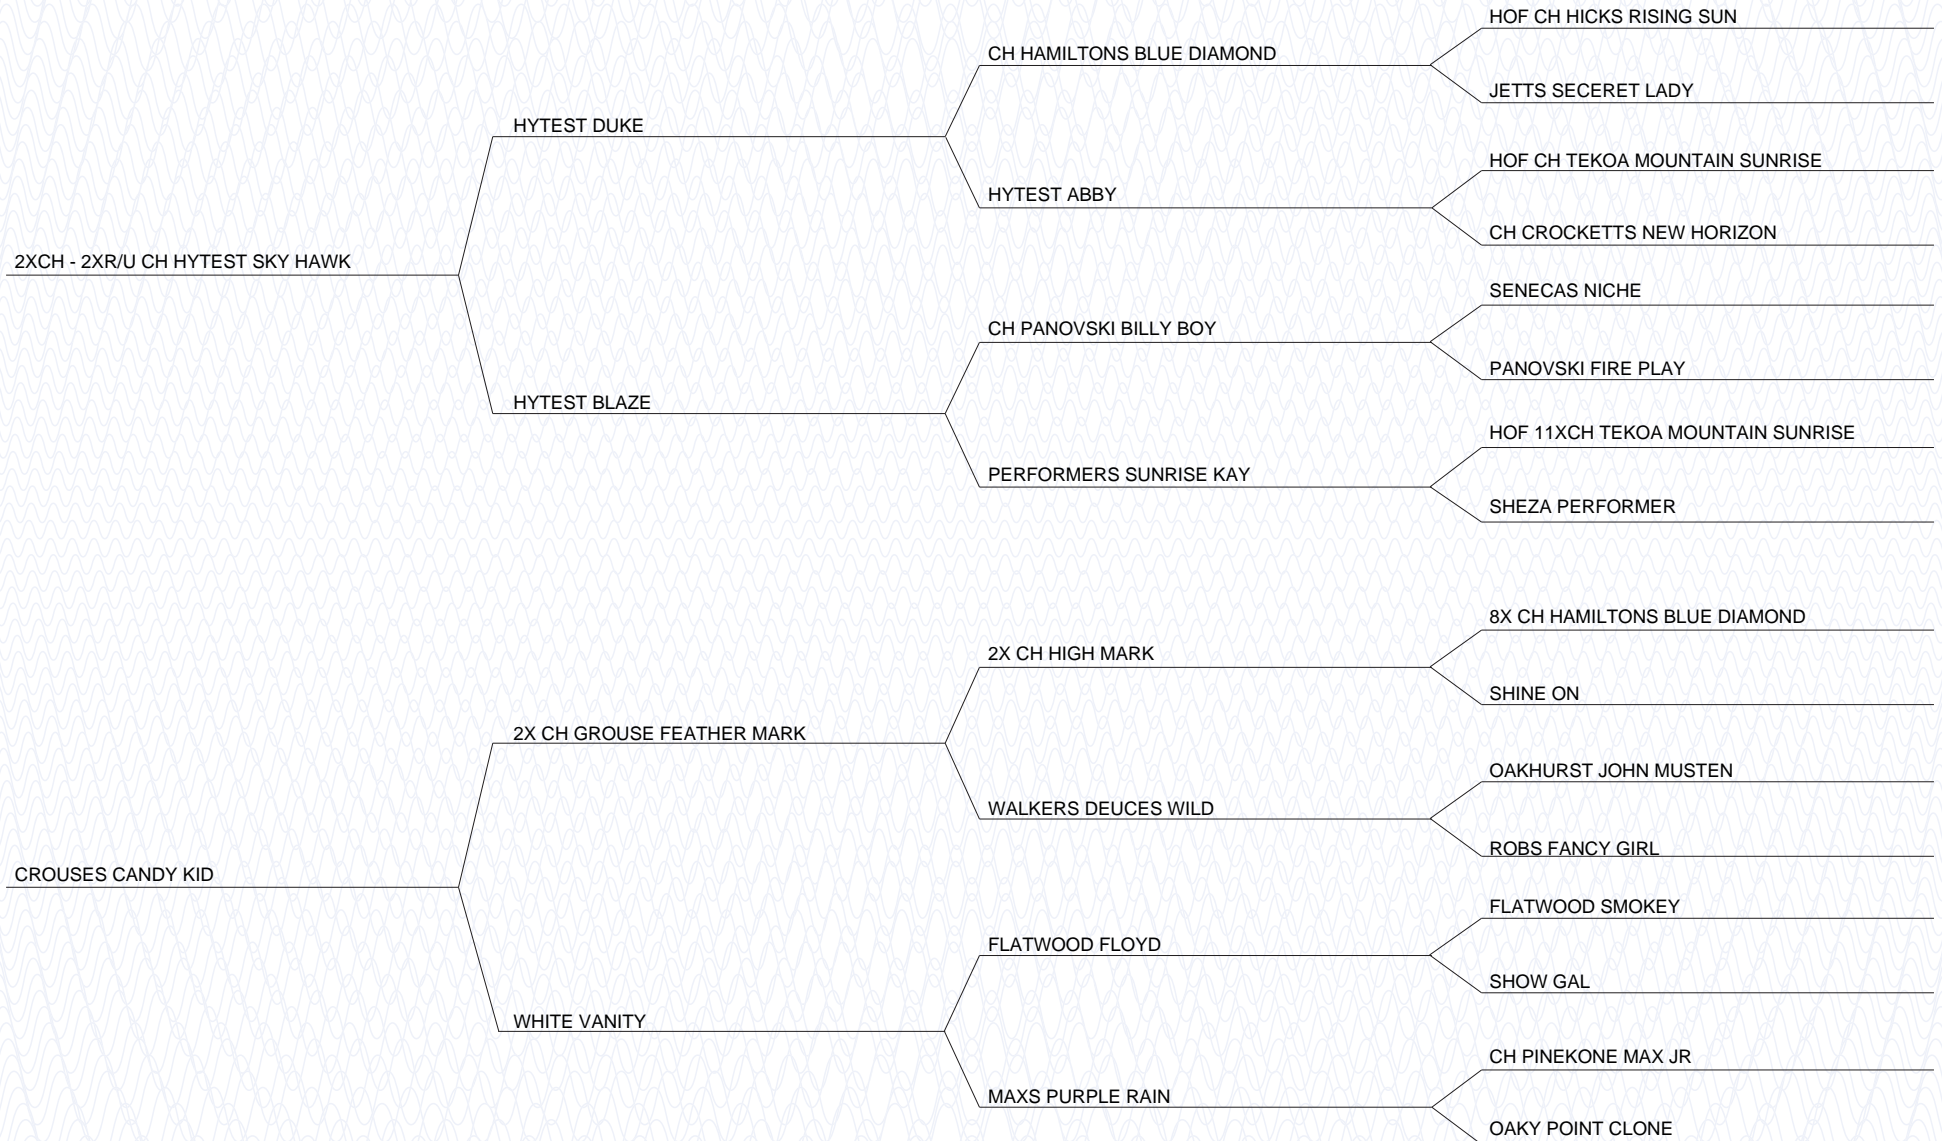 HOF CH HICKS RISING SUN
CH HAMILTONS BLUE DIAMOND
JETTS SECERET LADY
HYTEST DUKE
HOF CH TEKOA MOUNTAIN SUNRISE
HYTEST ABBY
CH CROCKETTS NEW HORIZON
2XCH - 2XR/U CH HYTEST SKY HAWK
SENECAS NICHE
CH PANOVSKI BILLY BOY
PANOVSKI FIRE PLAY
HYTEST BLAZE
HOF 11XCH TEKOA MOUNTAIN SUNRISE
PERFORMERS SUNRISE KAY
SHEZA PERFORMER
8X CH HAMILTONS BLUE DIAMOND
2X CH HIGH MARK
SHINE ON
2X CH GROUSE FEATHER MARK
OAKHURST JOHN MUSTEN
WALKERS DEUCES WILD
ROBS FANCY GIRL
CROUSES CANDY KID
FLATWOOD SMOKEY
FLATWOOD FLOYD
SHOW GAL
WHITE VANITY
CH PINEKONE MAX JR
MAXS PURPLE RAIN
OAKY POINT CLONE